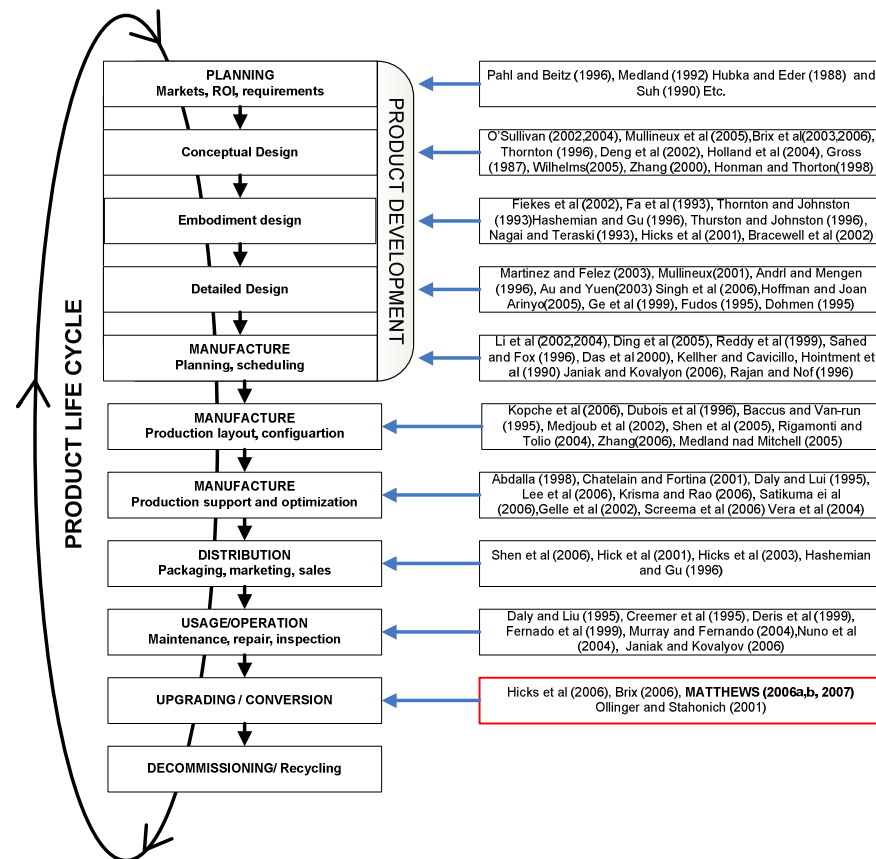 PLANNING
Markets, ROI, requirements
Pahl and Beitz (1996), Medland (1992) Hubka and Eder (1988) and
Suh (1990) Etc.
Conceptual Design
O'Sullivan (2002,2004), Mullineux et al (2005),Brix et al(2003,2006),
Thornton (1996), Deng et al (2002), Holland et al (2004), Gross
(1987), Wilhelms(2005), Zhang (2000), Honman and Thorton(1998)
Embodiment design
Fiekes et al (2002), Fa et al (1993), Thornton and Johnston
(1993)Hashemian and Gu (1996), Thurston and Johnston (1996),
Nagai and Teraski (1993), Hicks et al (2001), Bracewell et al (2002)
Detailed Design
Martinez and Felez (2003), Mullineux(2001), Andrl and Mengen
(1996), Au and Yuen(2003) Singh et al (2006),Hoffman and Joan
Arinyo(2005), Ge et al (1999), Fudos (1995), Dohmen (1995)
MANUFACTURE
Planning, scheduling
Li et al (2002,2004), Ding et al (2005), Reddy et al (1999), Sahed
and Fox (1996), Das et al 2000), Kellher and Cavicillo, Hointment et
al (1990) Janiak and Kovalyon (2006), Rajan and Nof (1996)
PRODUCT DEVELOPMENT
MANUFACTURE
Production layout, configuartion
Kopche et al (2006), Dubois et al (1996), Baccus and Van-run
(1995), Medjoub et al (2002), Shen et al (2005), Rigamonti and
Tolio (2004), Zhang(2006), Medland nad Mitchell (2005)
MANUFACTURE
Production support and optimization
Abdalla (1998), Chatelain and Fortina (2001), Daly and Lui (1995),
Lee et al (2006), Krisma and Rao (2006), Satikuma ei al
(2006),Gelle et al (2002), Screema et al (2006) Vera et al (2004)
DISTRIBUTION
Packaging, marketing, sales
Shen et al (2006), Hick et al (2001), Hicks et al (2003), Hashemian
and Gu (1996)
USAGE/OPERATION
Maintenance, repair, inspection
Daly and Liu (1995), Creemer et al (1995), Deris et al (1999),
Fernado et al (1999), Murray and Fernando (2004),Nuno et al
(2004), Janiak and Kovalyov (2006)
UPGRADING / CONVERSION
Hicks et al (2006), Brix (2006), MATTHEWS (2006a,b, 2007)
Ollinger and Stahonich (2001)
DECOMMISSIONING/ Recycling
PRODUCT LIFE CYCLE